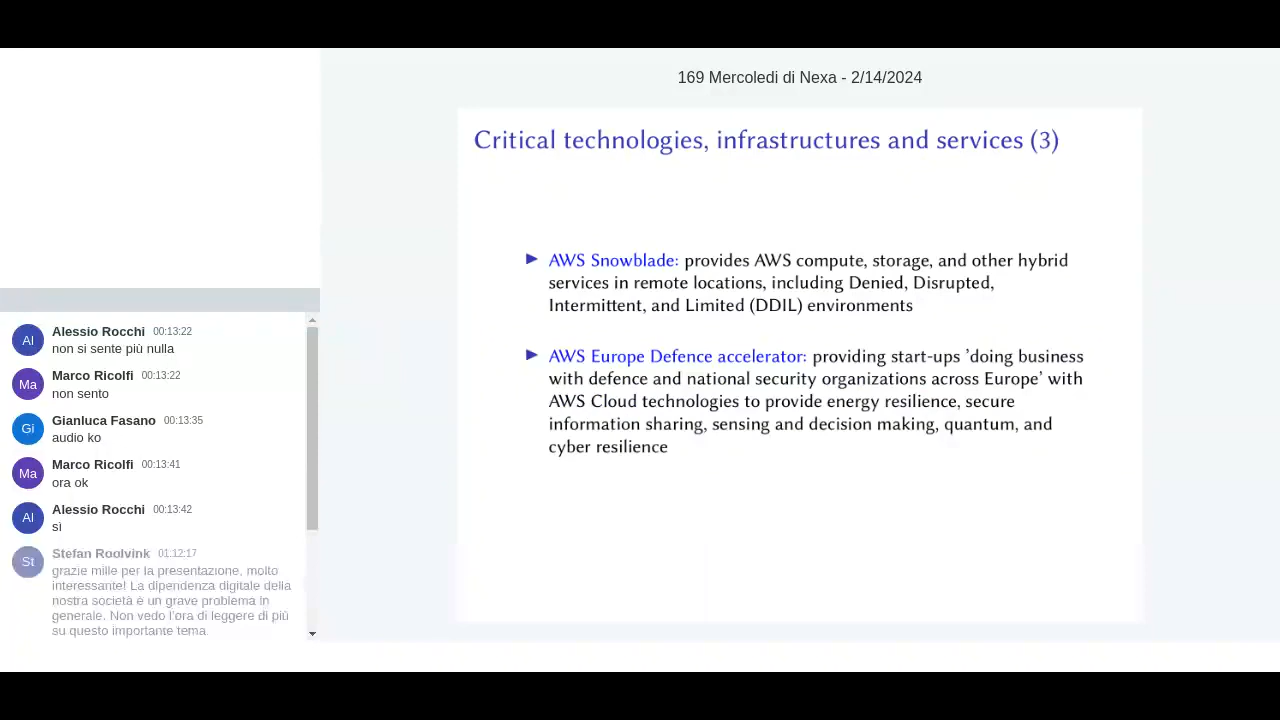 169 Mercoledi di Nexa - 2/14/2024
Critical technologies, infrastructures and services (3)
AWS Snowblade: provides AWS compute, storage, and other hybrid
services in remote locations, including Denied, Disrupted,
Intermittent, and Limited (DDIL) environments
AWS Europe Defence accelerator: providing start-ups 'doing business
with defence and national security organizations across Europe' with
AWS Cloud technologies to provide energy resilience, secure
information sharing, sensing and decision making, quantum, and
cyber resilience
Al
Alessio Rocchi 00:13:22
non si sente più nulla
Ma
Marco Ricolfi 00:13:22
non sento
Gi
Gianluca Fasano 00:13:35
audio ko
Ma
Marco Ricolfi 00:13:41
ora ok
Al
Alessio Rocchi 00:13:42
sì
St
Stefan Roolvink 01:12:17
grazie mille per la presentazione, molto
interessante! La dipendenza digitale della
nostra società è un grave problema in
generale. Non vedo l'ora di leggere di più
su questo importante tema.